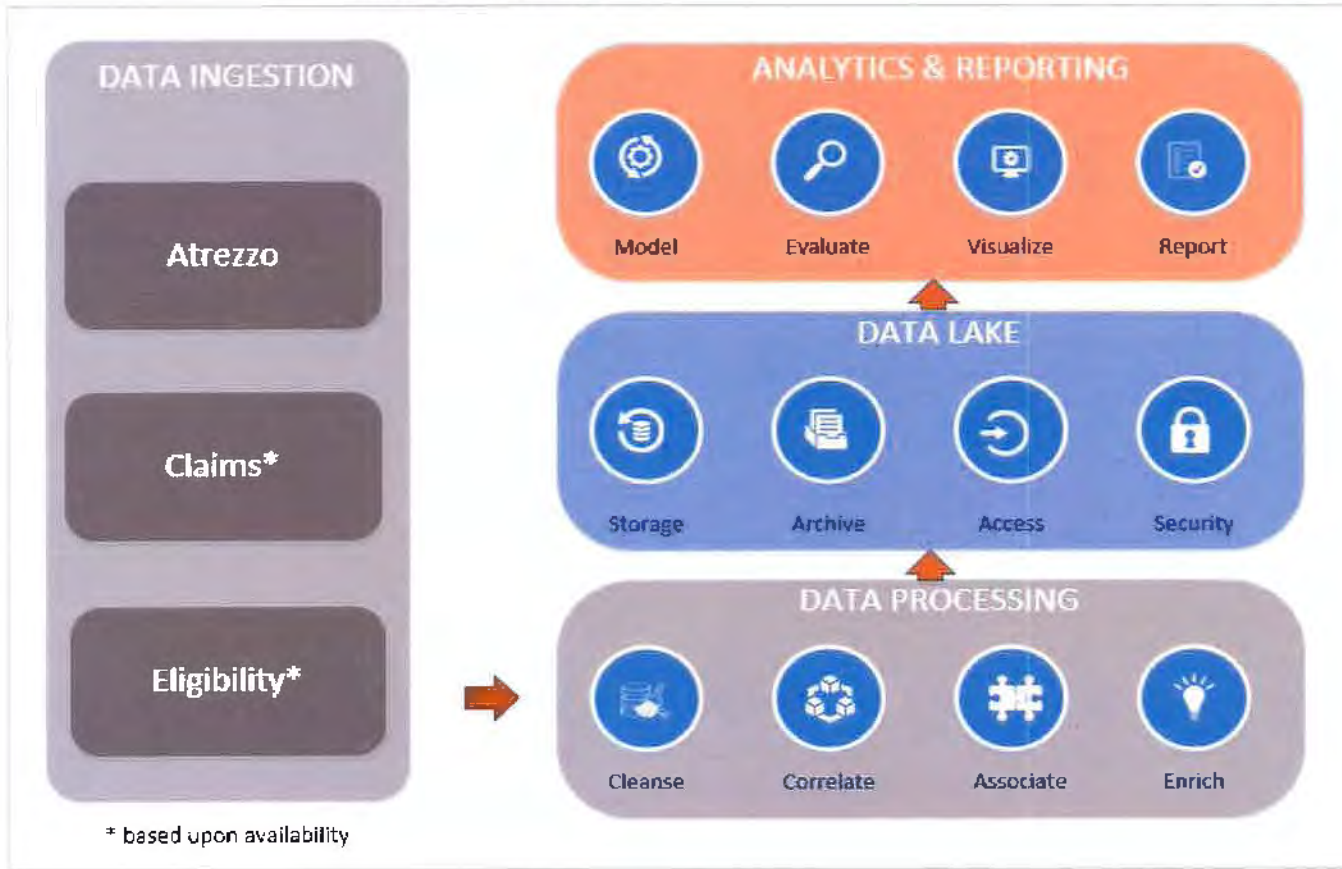 DATA INGESTION
Atrezzo
Claims*
Eligibility*
* based upon availability
ANALYTICS & REPORTING
Model Evaluate Visualize Report
DATA LAKE
Storage Archive Access Security
DATA PROCESSING
Cleanse Correlate Associate Enrich